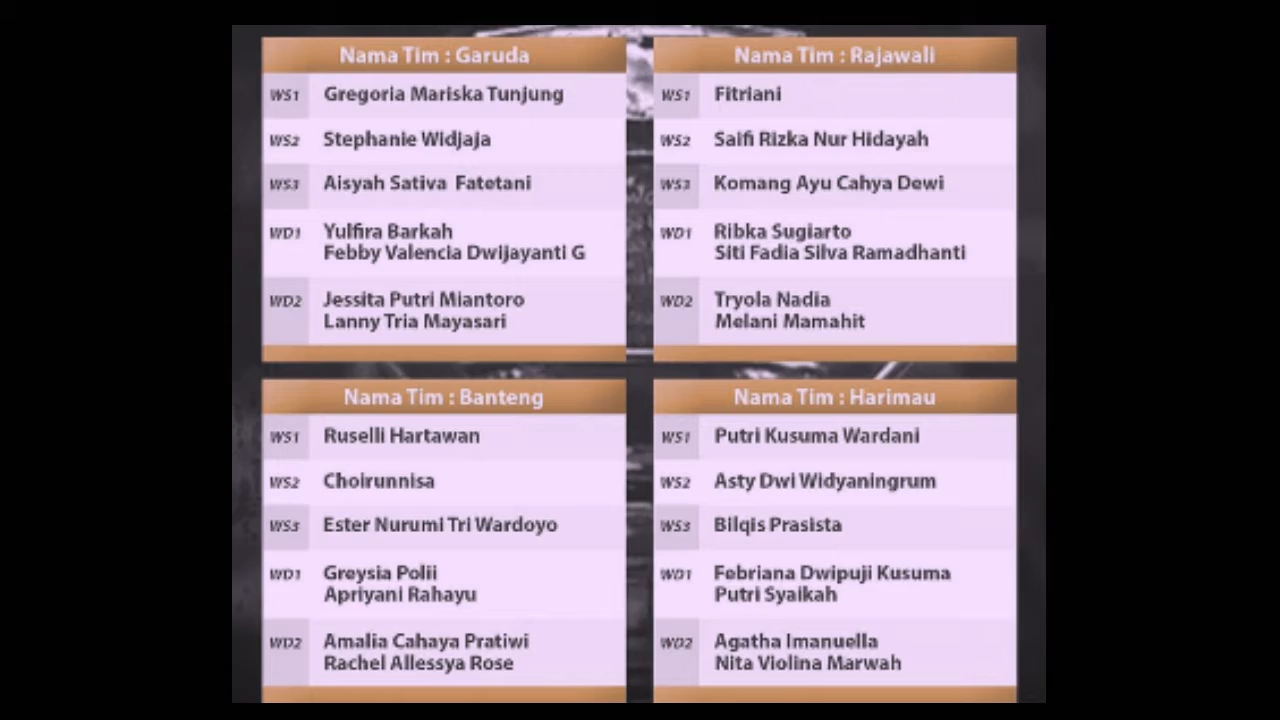 Nama Tim : Garuda
WS1 Gregoria Mariska Tunjung
WS2 Stephanie Widjaja
WS3 Aisyah Sativa Fatetani
WD1 Yulfira Barkah
Febby Valencia Dwijayanti G
WD2 Jessita Putri Miantoro
Lanny Tria Mayasari
Nama Tim : Rajawali
WS1 Fitriani
WS2 Saifi Rizka Nur Hidayah
WS3 Komang Ayu Cahya Dewi
WD1 Ribka Sugiarto
Siti Fadia Silva Ramadhanti
WD2 Tryola Nadia
Melani Mamahit
Nama Tim : Banteng
WS1 Ruselli Hartawan
WS2 Choirunnisa
WS3 Ester Nurumi Tri Wardoyo
WD1 Greysia Polii
Apriyani Rahayu
WD2 Amalia Cahaya Pratiwi
Rachel Allessya Rose
Nama Tim : Harimau
WS1 Putri Kusuma Wardani
WS2 Asty Dwi Widyaningrum
WS3 Bilqis Prasista
WD1 Febriana Dwipuji Kusuma
Putri Syaikah
WD2 Agatha Imanuella
Nita Violina Marwah